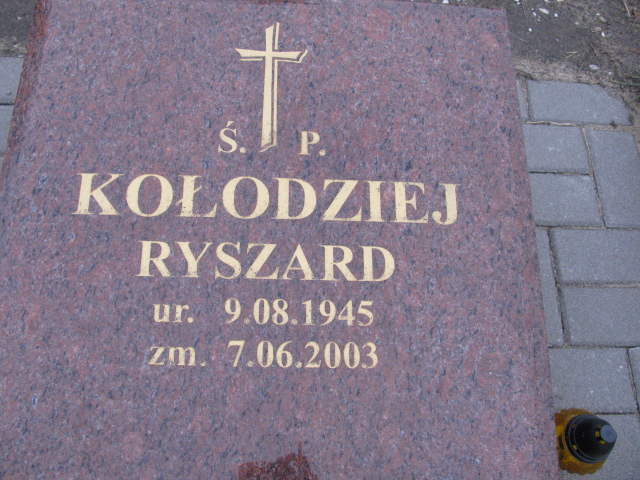 Ś. P.
KOŁODZIEJ
RYSZARD
ur. 9.08.1945
zm. 7.06.2003